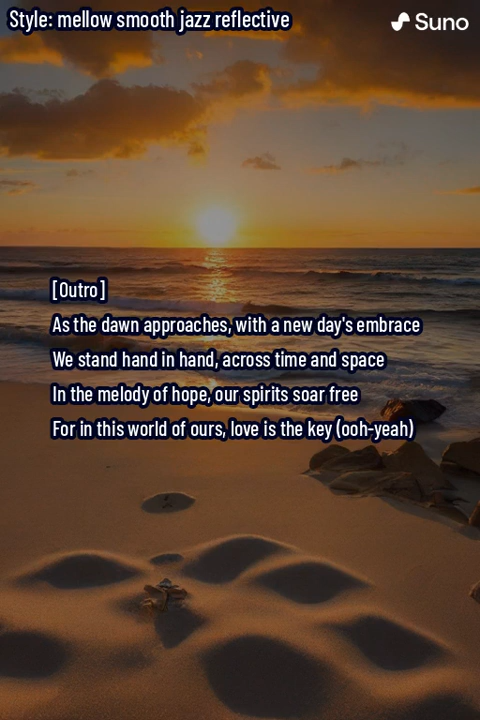 Style: mellow smooth jazz reflective
Suno
[Outro]
As the dawn approaches, with a new day's embrace
We stand hand in hand, across time and space
In the melody of hope, our spirits soar free
For in this world of ours, love is the key (ooh-yeah)